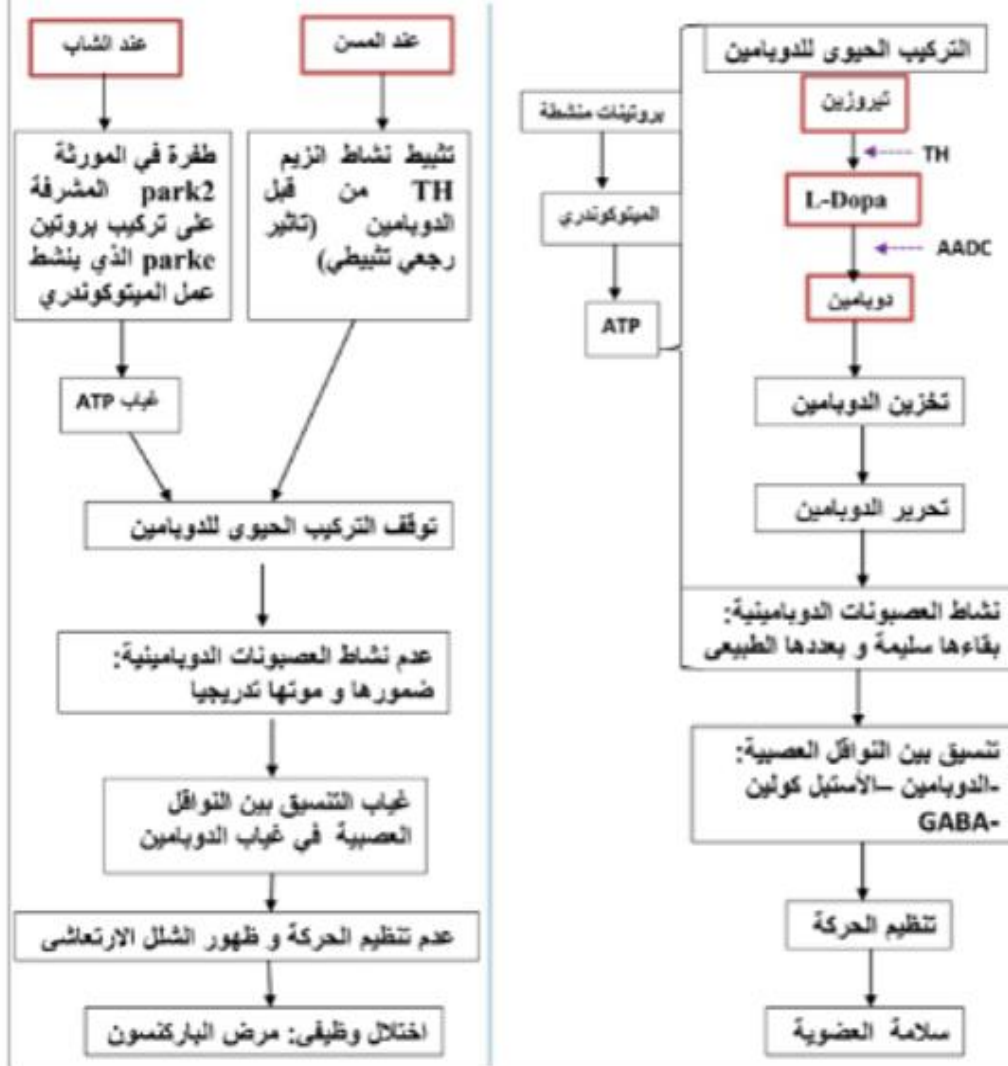 التركيب الحيوي للدوبامين
تيروزين
TH
L-Dopa
AADC
دوبامين
تخزين الدوبامين
تحرير الدوبامين
نشاط العصبونات الدوبامينية:
بقاءها سليمة و بعددها الطبيعي
تنسيق بين النواقل العصبية:
-الدوبامين –الأستيل كولين
-GABA
تنظيم الحركة
سلامة العضوية
بروتينات منشطة
الميتوكوندري
ATP
عند المسن
تثبيط نشاط انزيم
TH من قبل
الدوبامين (تاثير
رجعي تثبيطي)
عند الشاب
طفرة في المورثة
park2 المشرفة
على تركيب بروتين
parke الذي ينشط
عمل الميتوكوندري
غياب ATP
توقف التركيب الحيوي للدوبامين
عدم نشاط العصبونات الدوبامينية:
ضمورها و موتها تدريجيا
غياب التنسيق بين النواقل
العصبية في غياب الدوبامين
عدم تنظيم الحركة و ظهور الشلل الارتعاشي
اختلال وظيفي: مرض الباركنسون